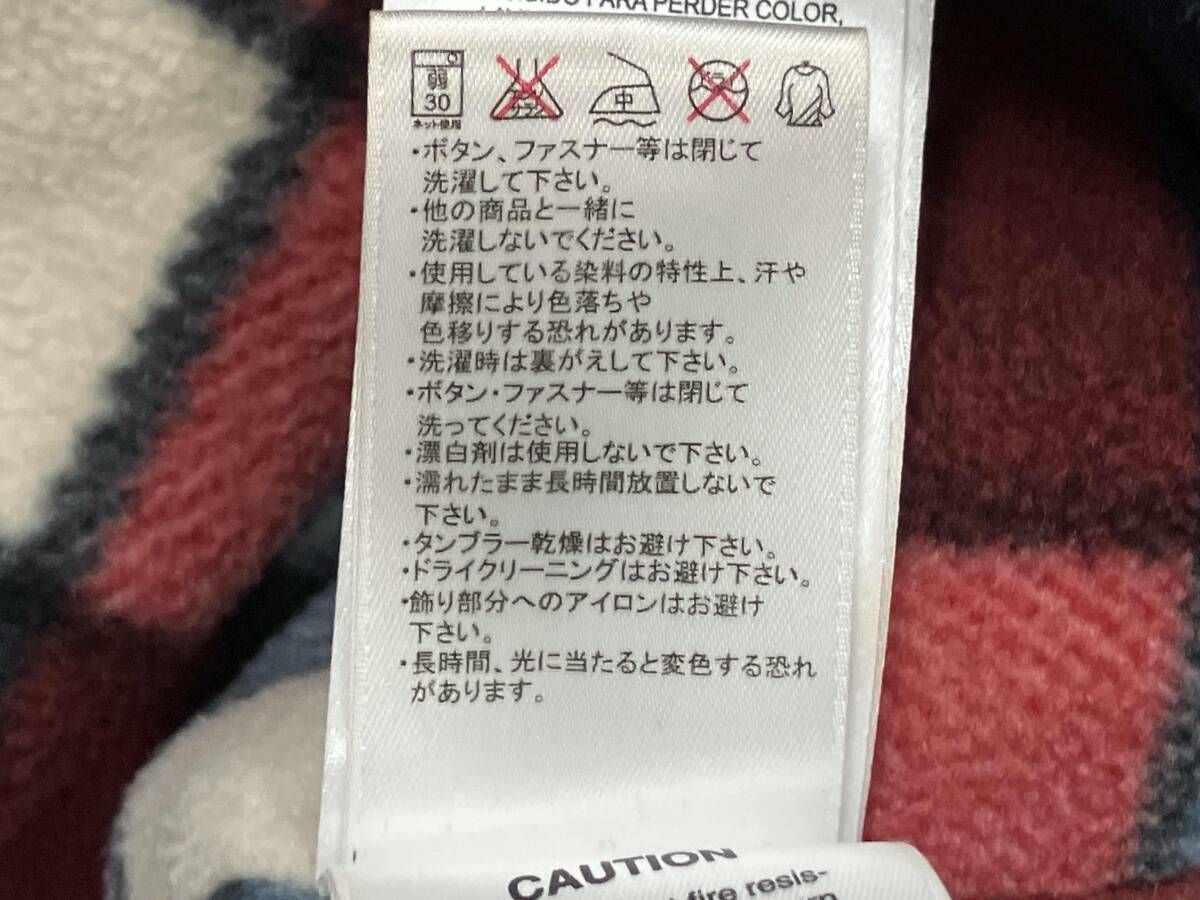 PARA PERDER COLOR,
弱
30
ネット使用
中
・ボタン、ファスナー等は閉じて
洗濯して下さい。
・他の商品と一緒に
洗濯しないでください。
・使用している染料の特性上、汗や
摩擦により色落ちや
色移りする恐れがあります。
・洗濯時は裏がえして下さい。
・ボタン・ファスナー等は閉じて
洗ってください。
・漂白剤は使用しないで下さい。
・濡れたまま長時間放置しないで
下さい。
・タンブラー乾燥はお避け下さい。
・ドライクリーニングはお避け下さい。
・飾り部分へのアイロンはお避け
下さい。
・長時間、光に当たると変色する恐れ
があります。
CAUTION
fire resis-